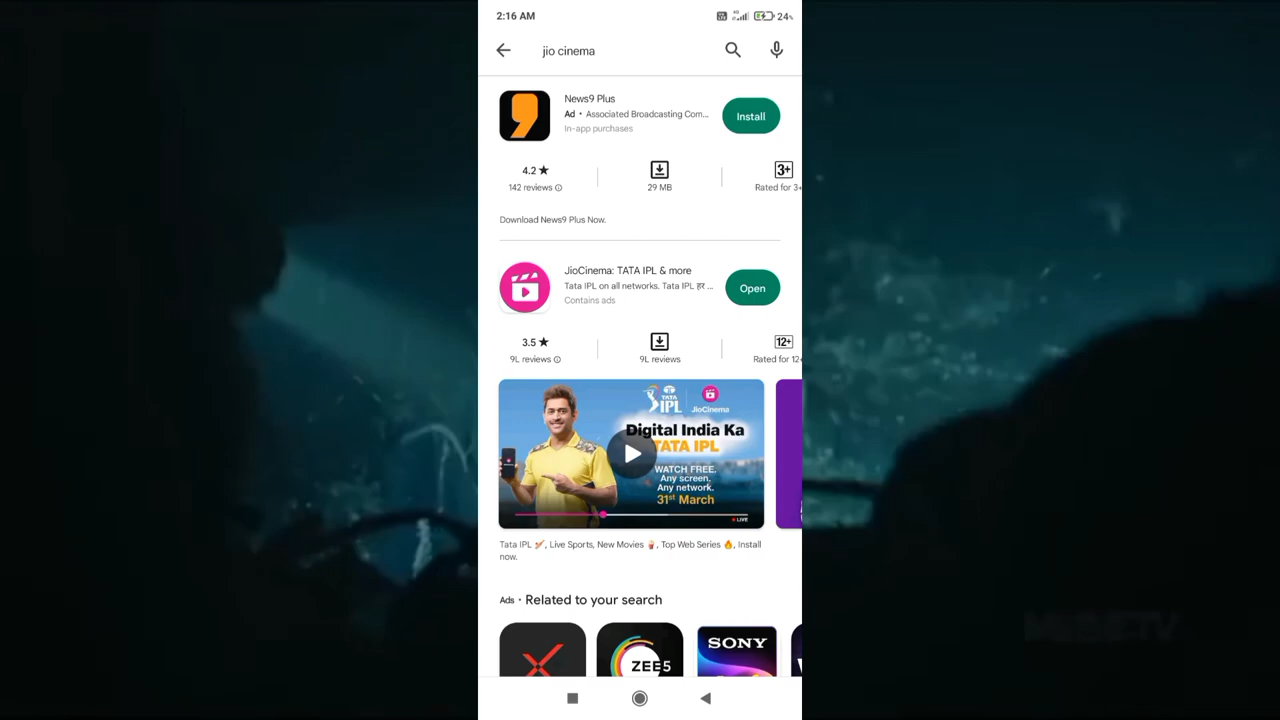 2:16 AM
4G
24%
jio cinema
News9 Plus
Ad • Associated Broadcasting Com...
In-app purchases
Install
4.2 ★
142 reviews
29 MB
3+
Rated for 3+
Download News9 Plus Now.
JioCinema: TATA IPL & more
Tata IPL on all networks. Tata IPL हर ...
Contains ads
Open
3.5 ★
9L reviews
9L reviews
12+
Rated for 12
TATA
IPL
JioCinema
Digital India Ka
TATA IPL
WATCH FREE.
Any screen.
Any network.
31st March
LIVE
Tata IPL 🏏, Live Sports, New Movies 🍿, Top Web Series 🔥, Install
now.
Ads • Related to your search
ZEE5
SONY